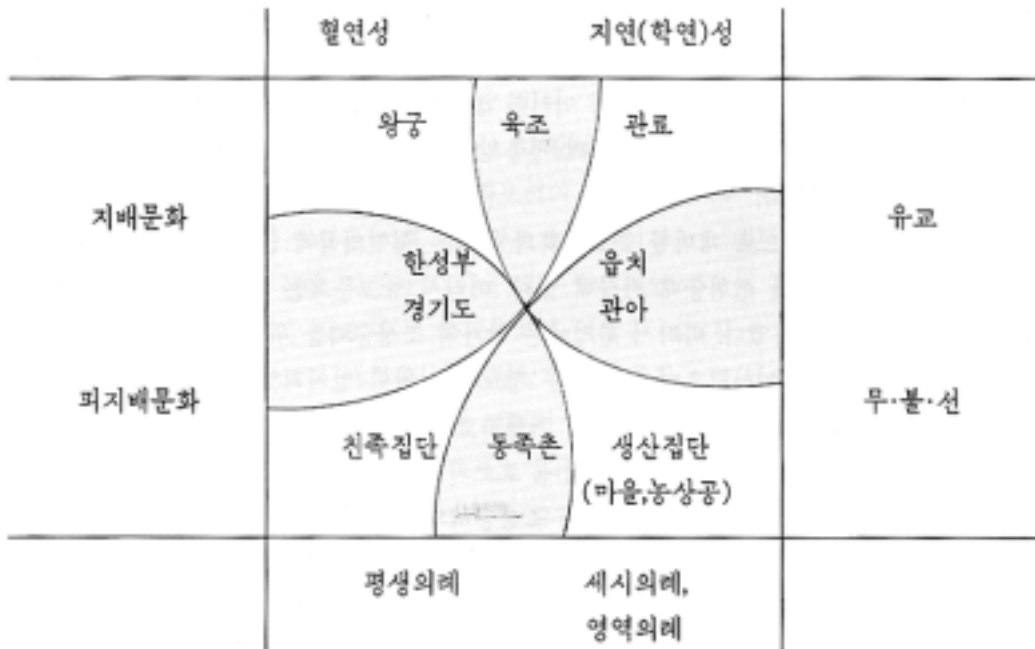 혈연성 지연(학연)성
왕궁 육조 관료
지배문화 유교
한성부 읍치
경기도 관아
피지배문화 무·불·선
친족집단 동족촌 생산집단
(마을,농상공)
평생의례 세시의례,
영역의례